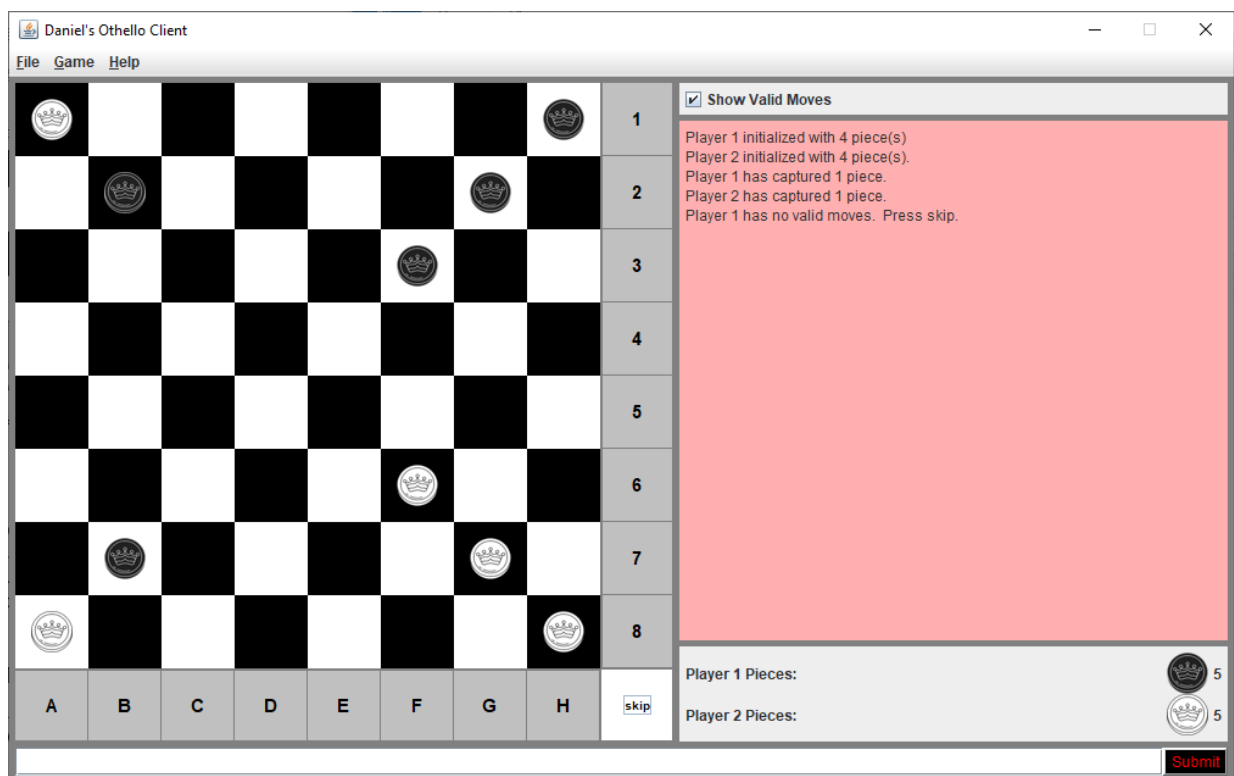 Daniel's Othello Client
File Game Help
1
2
3
4
5
6
7
8
A B C D E F G H skip
Show Valid Moves
Player 1 initialized with 4 piece(s)
Player 2 initialized with 4 piece(s).
Player 1 has captured 1 piece.
Player 2 has captured 1 piece.
Player 1 has no valid moves.  Press skip.
Player 1 Pieces: 5
Player 2 Pieces: 5
Submit